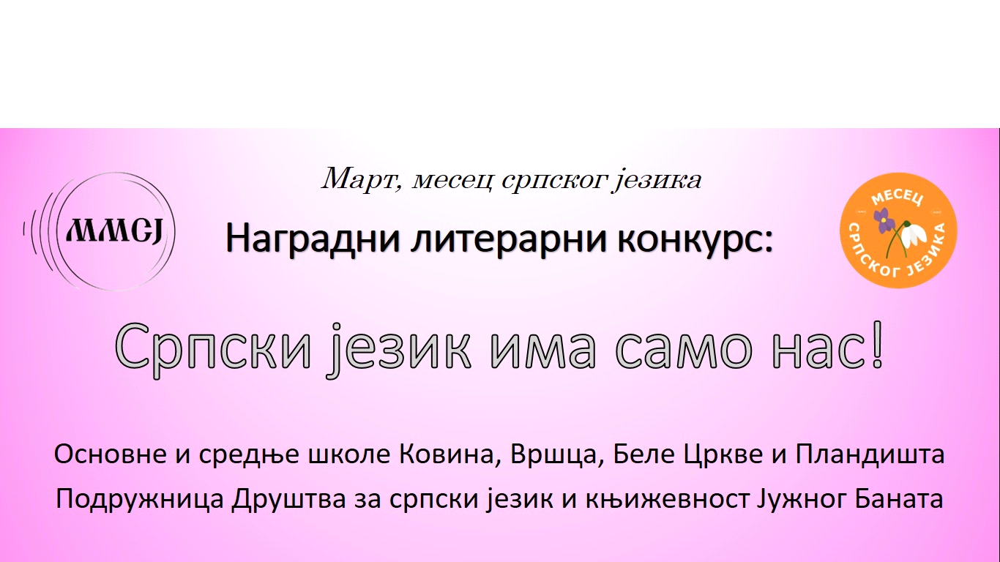 Март, месец српског језика
ММСЈ
Наградни литерарни конкурс:
МЕСЕЦ
СРПСКОГ ЈЕЗИКА
Српски језик има само нас!
Основне и средње школе Ковина, Вршца, Беле Цркве и Пландишта
Подружница Друштва за српски језик и књижевност Јужног Баната